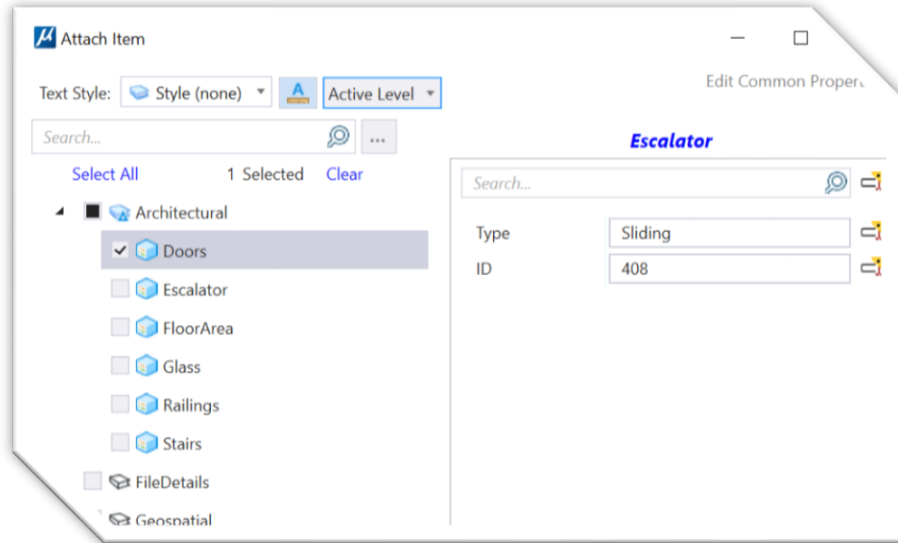 Attach Item
Edit Common Proper
Text Style: Style (none) Active Level
Search... ...
Select All 1 Selected Clear
Architectural
Doors
Escalator
FloorArea
Glass
Railings
Stairs
FileDetails
Geospatial
Escalator
Search...
Type Sliding
ID 408